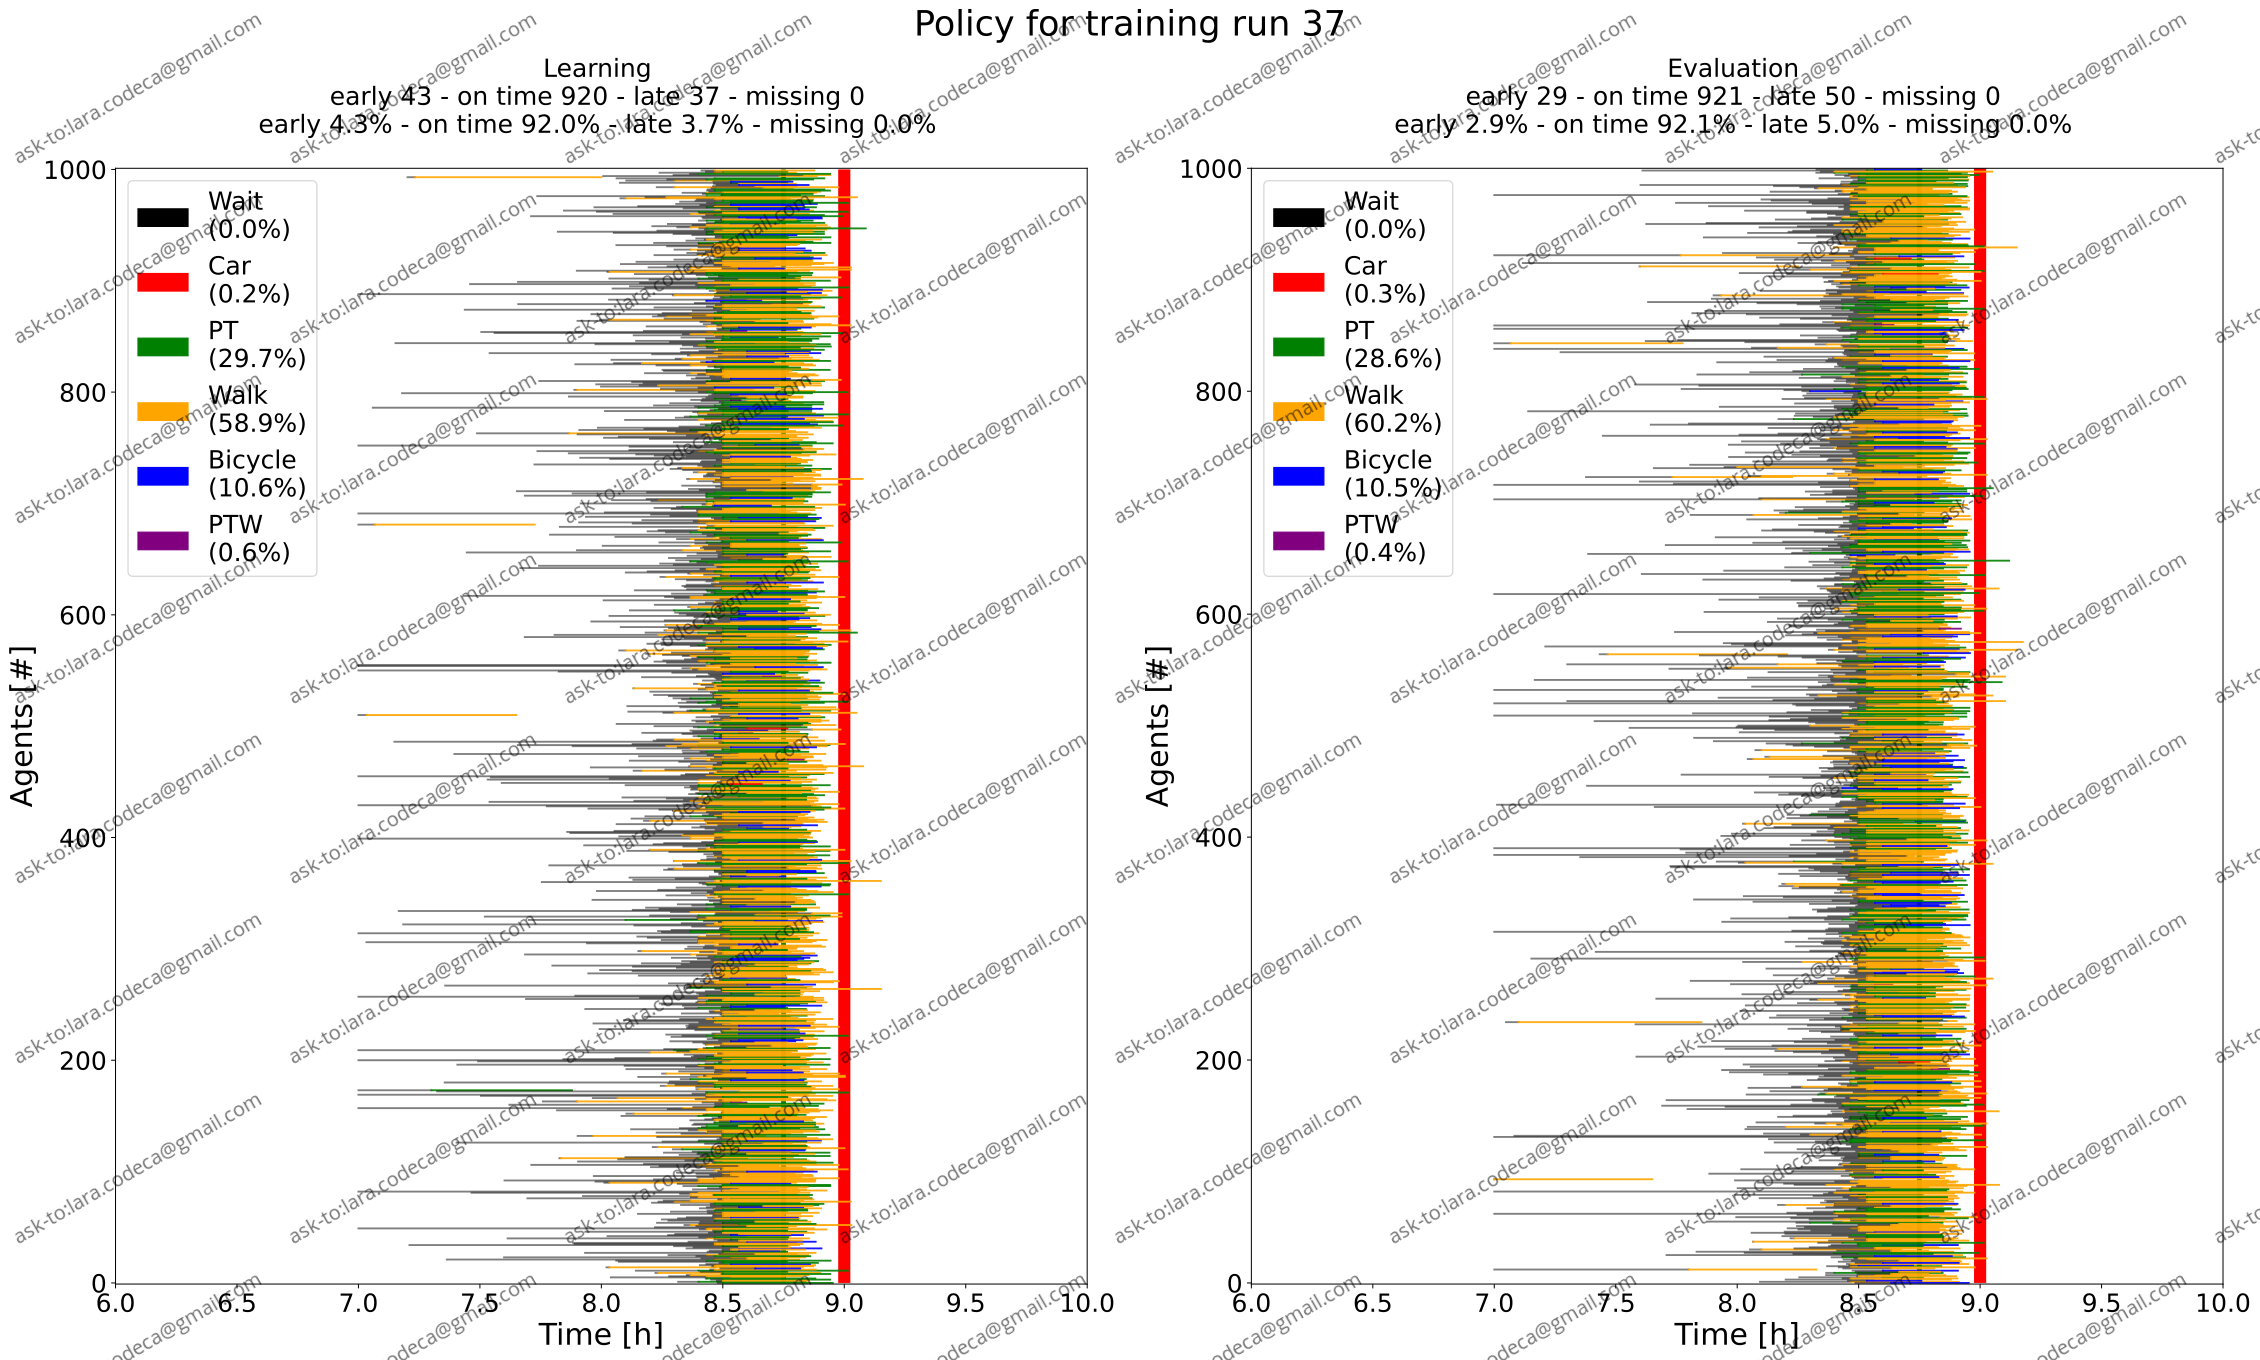 Policy for training run 37
Learning
early 43 - on time 920 - late 37 - missing 0
early 4.3% - on time 92.0% - late 3.7% - missing 0.0%
1000
800
600
400
200
0
Agents [#]
Wait
(0.0%)
Car
(0.2%)
PT
(29.7%)
Walk
(58.9%)
Bicycle
(10.6%)
PTW
(0.6%)
6.0 6.5 7.0 7.5 8.0 8.5 9.0 9.5 10.0
Time [h]
Evaluation
early 29 - on time 921 - late 50 - missing 0
early 2.9% - on time 92.1% - late 5.0% - missing 0.0%
1000
800
600
400
200
0
Agents [#]
Wait
(0.0%)
Car
(0.3%)
PT
(28.6%)
Walk
(60.2%)
Bicycle
(10.5%)
PTW
(0.4%)
6.0 6.5 7.0 7.5 8.0 8.5 9.0 9.5 10.0
Time [h]
ask-to:lara.codeca@gmail.com